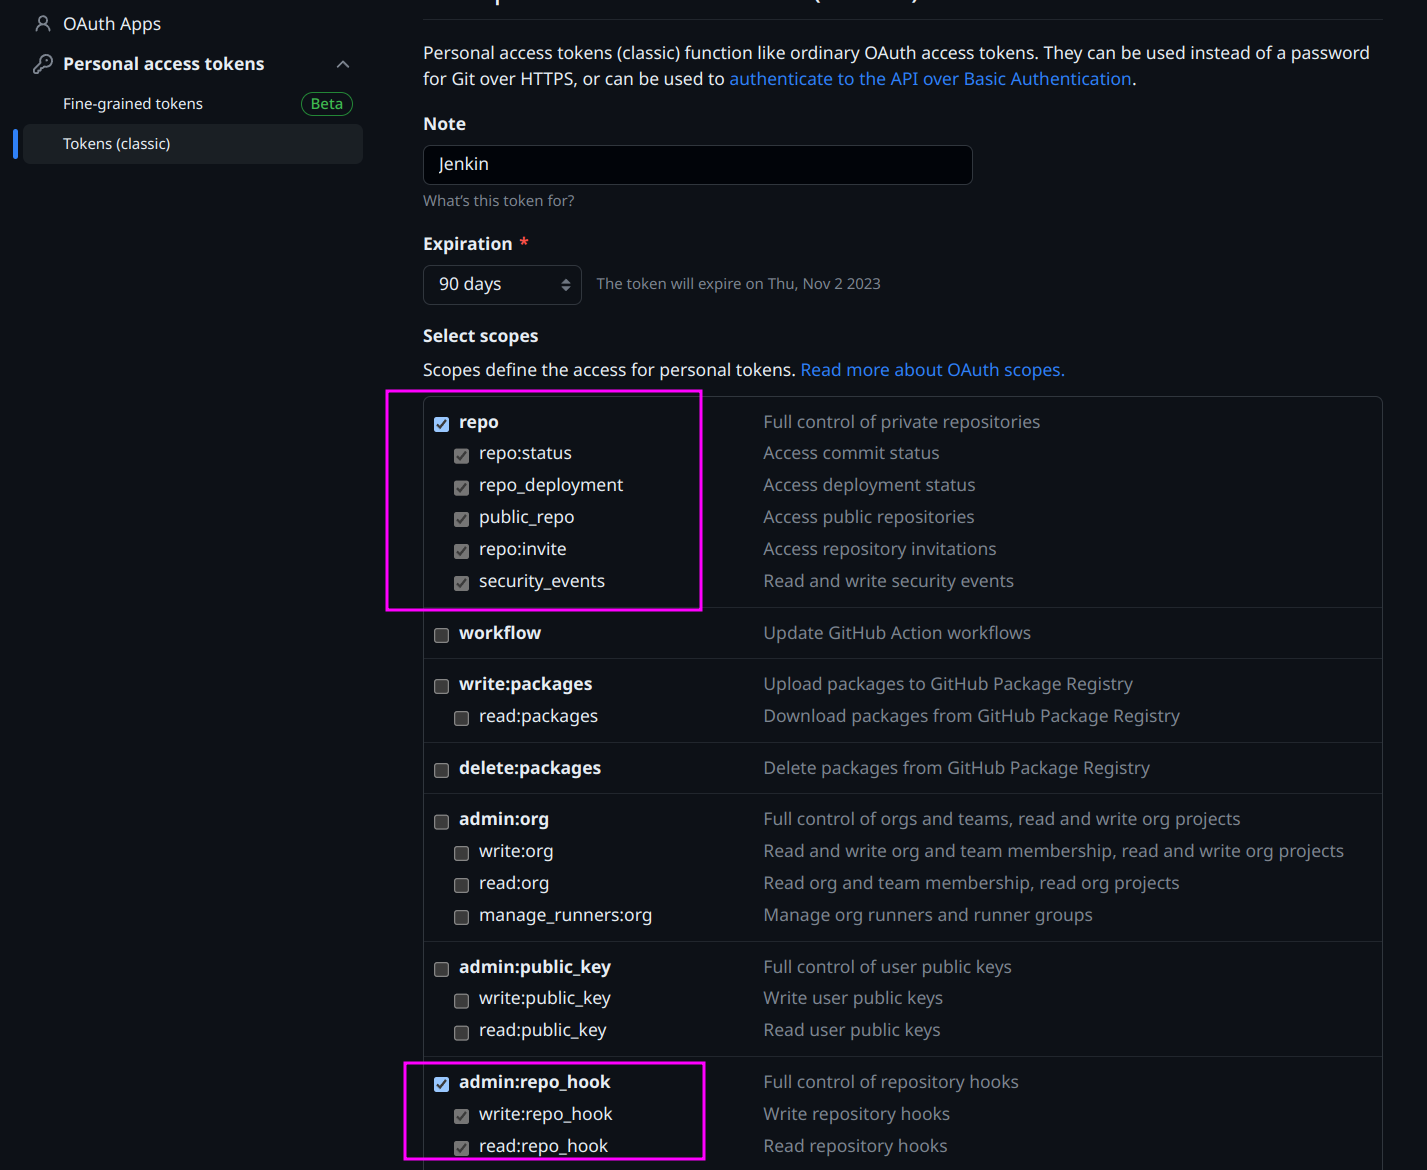 OAuth Apps
Personal access tokens
Fine-grained tokens Beta
Tokens (classic)
Personal access tokens (classic) function like ordinary OAuth access tokens. They can be used instead of a password
for Git over HTTPS, or can be used to authenticate to the API over Basic Authentication.
Note
Jenkin
What's this token for?
Expiration *
90 days The token will expire on Thu, Nov 2 2023
Select scopes
Scopes define the access for personal tokens. Read more about OAuth scopes.
repo Full control of private repositories
repo:status Access commit status
repo_deployment Access deployment status
public_repo Access public repositories
repo:invite Access repository invitations
security_events Read and write security events
workflow Update GitHub Action workflows
write:packages Upload packages to GitHub Package Registry
read:packages Download packages from GitHub Package Registry
delete:packages Delete packages from GitHub Package Registry
admin:org Full control of orgs and teams, read and write org projects
write:org Read and write org and team membership, read and write org projects
read:org Read org and team membership, read org projects
manage_runners:org Manage org runners and runner groups
admin:public_key Full control of user public keys
write:public_key Write user public keys
read:public_key Read user public keys
admin:repo_hook Full control of repository hooks
write:repo_hook Write repository hooks
read:repo_hook Read repository hooks